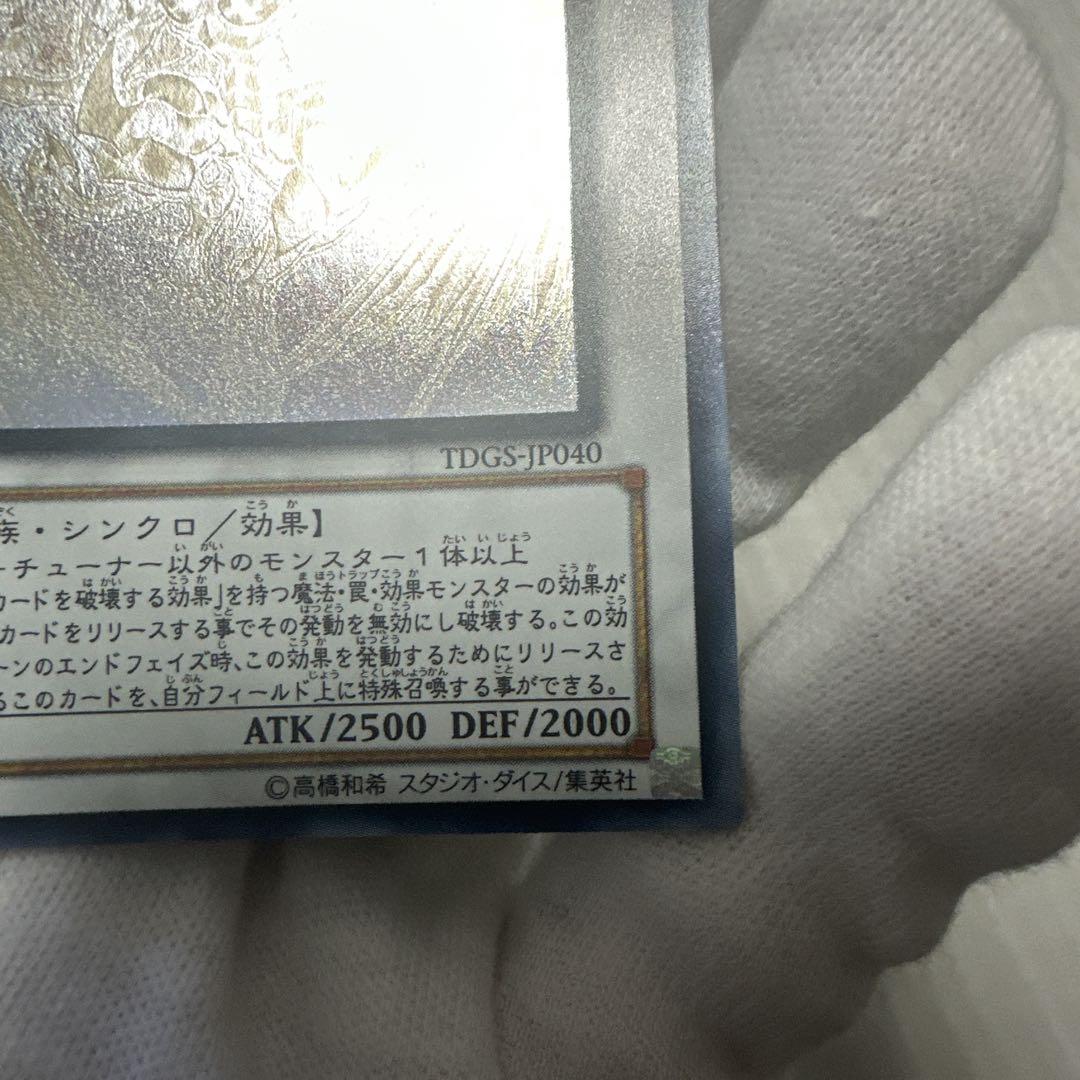 TDGS-JP040
族・シンクロ/効果】
ーチューナー以外のモンスター1体以上
カードを破壊する効果」を持つ魔法・罠・効果モンスターの効果が
カードをリリースする事でその発動を無効にし破壊する。この効
ーンのエンドフェイズ時、この効果を発動するためにリリースさ
るこのカードを、自分フィールド上に特殊召喚する事ができる。
ATK/2500 DEF/2000
©高橋和希 スタジオ・ダイス/集英社